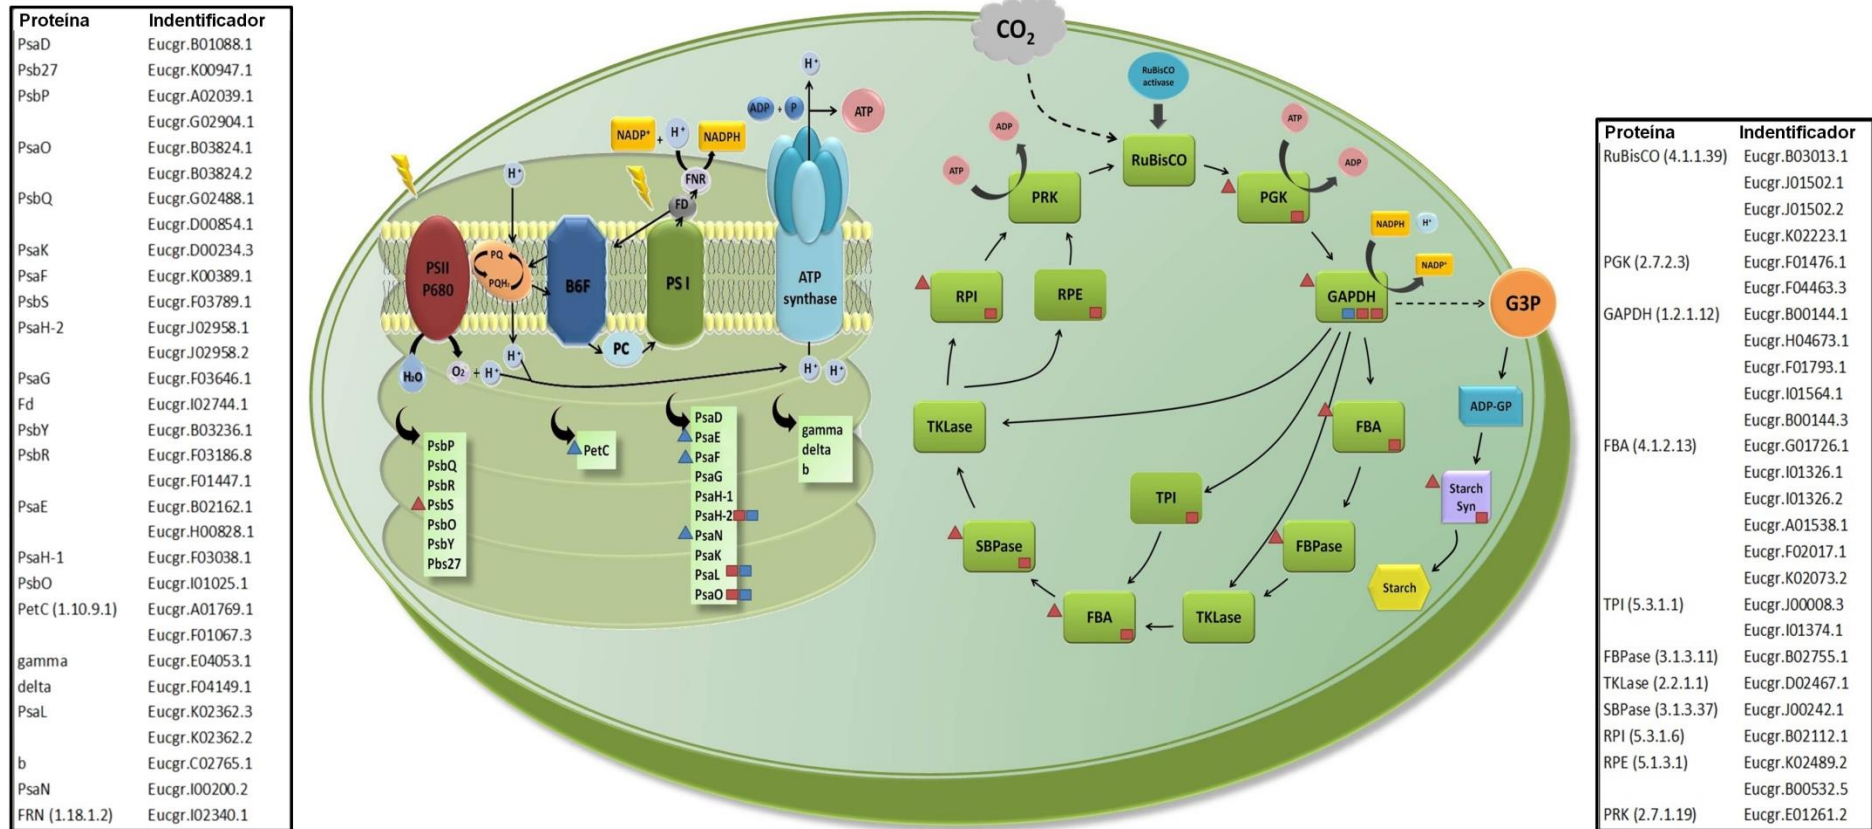 Proteína Indentificador
PsaD Eucgr.B01088.1
Psb27 Eucgr.K00947.1
PsbP Eucgr.A02039.1
Eucgr.G02904.1
PsaO Eucgr.B03824.1
Eucgr.B03824.2
PsbQ Eucgr.G02488.1
Eucgr.D00854.1
PsaK Eucgr.D00234.3
PsaF Eucgr.K00389.1
PsbS Eucgr.F03789.1
PsaH-2 Eucgr.J02958.1
Eucgr.J02958.2
PsaG Eucgr.F03646.1
Fd Eucgr.I02744.1
PsbY Eucgr.B03236.1
PsbR Eucgr.F03186.8
Eucgr.F01447.1
PsaE Eucgr.B02162.1
Eucgr.H00828.1
PsaH-1 Eucgr.F03038.1
PsbO Eucgr.I01025.1
PetC (1.10.9.1) Eucgr.A01769.1
Eucgr.F01067.3
gamma Eucgr.E04053.1
delta Eucgr.F04149.1
PsaL Eucgr.K02362.3
Eucgr.K02362.2
b Eucgr.C02765.1
PsaN Eucgr.I00200.2
FRN (1.18.1.2) Eucgr.I02340.1
H⁺
ADP + P
ATP
NADP⁺ + H⁺
NADPH
H⁺
FNR
FD
PSII
P680
PQ
PQH₂
B6F
PS I
ATP
synthase
PC
H₂O
O₂ + H⁺
H⁺
H⁺ H⁺
PsbP
PsbQ
PsbR
PsbS
PsbO
PsbY
Pbs27
PetC
PsaD
PsaE
PsaF
PsaG
PsaH-1
PsaH-2
PsaN
PsaK
PsaL
PsaO
gamma
delta
b
CO₂
RuBisCO
activase
RuBisCO
ADP
ATP
PRK
ATP
ADP
PGK
NADPH H⁺
NADP⁺
GAPDH
G3P
RPI
RPE
TKLase
FBA
ADP-GP
TPI
Starch
Syn
SBPase
FBPase
Starch
FBA
TKLase
Proteína Indentificador
RuBisCO (4.1.1.39) Eucgr.B03013.1
Eucgr.J01502.1
Eucgr.J01502.2
Eucgr.K02223.1
PGK (2.7.2.3) Eucgr.F01476.1
Eucgr.F04463.3
GAPDH (1.2.1.12) Eucgr.B00144.1
Eucgr.H04673.1
Eucgr.F01793.1
Eucgr.I01564.1
Eucgr.B00144.3
FBA (4.1.2.13) Eucgr.G01726.1
Eucgr.I01326.1
Eucgr.I01326.2
Eucgr.A01538.1
Eucgr.F02017.1
Eucgr.K02073.2
TPI (5.3.1.1) Eucgr.J00008.3
Eucgr.I01374.1
FBPase (3.1.3.11) Eucgr.B02755.1
TKLase (2.2.1.1) Eucgr.D02467.1
SBPase (3.1.3.37) Eucgr.J00242.1
RPI (5.3.1.6) Eucgr.B02112.1
RPE (5.1.3.1) Eucgr.K02489.2
Eucgr.B00532.5
PRK (2.7.1.19) Eucgr.E01261.2